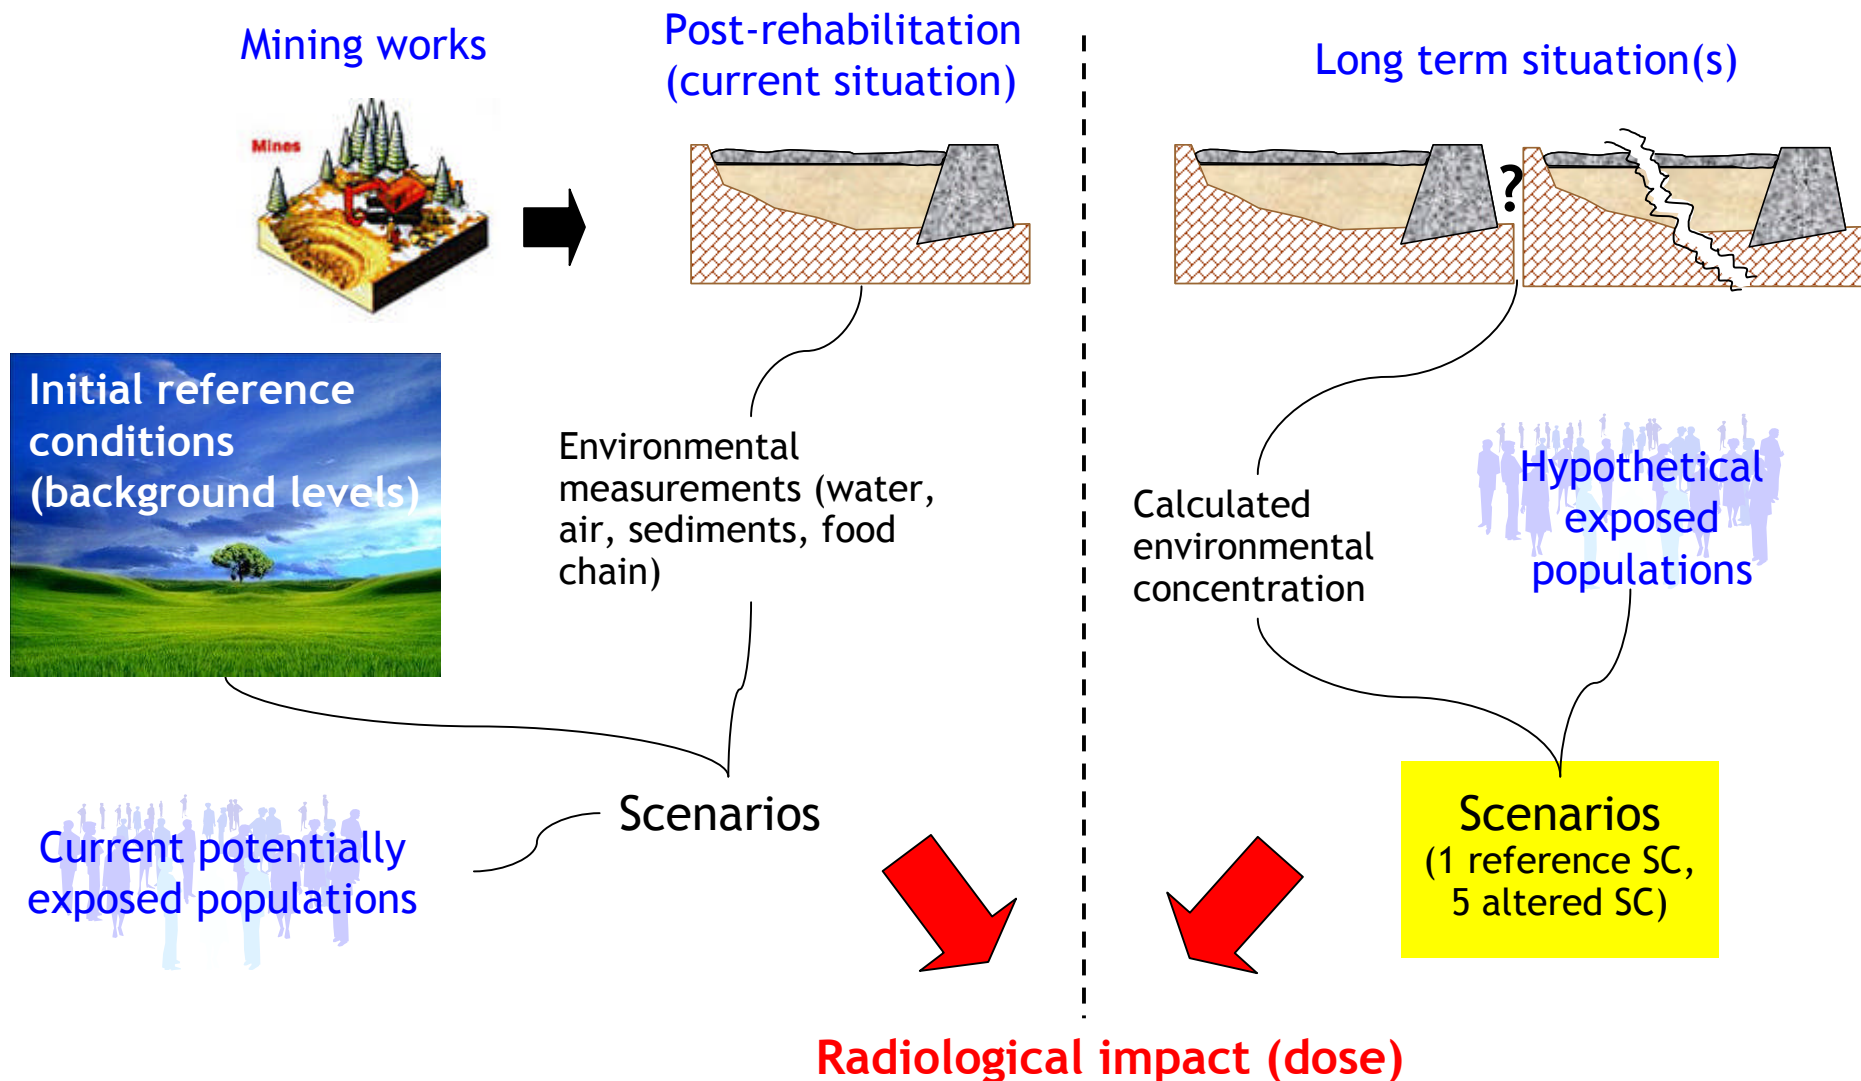 Mining works
Post-rehabilitation
(current situation)
Long term situation(s)
Mines
?
Initial reference
conditions
(background levels)
Environmental
measurements (water,
air, sediments, food
chain)
Calculated
environmental
concentration
Hypothetical
exposed
populations
Scenarios
Current potentially
exposed populations
Scenarios
(1 reference SC,
5 altered SC)
Radiological impact (dose)